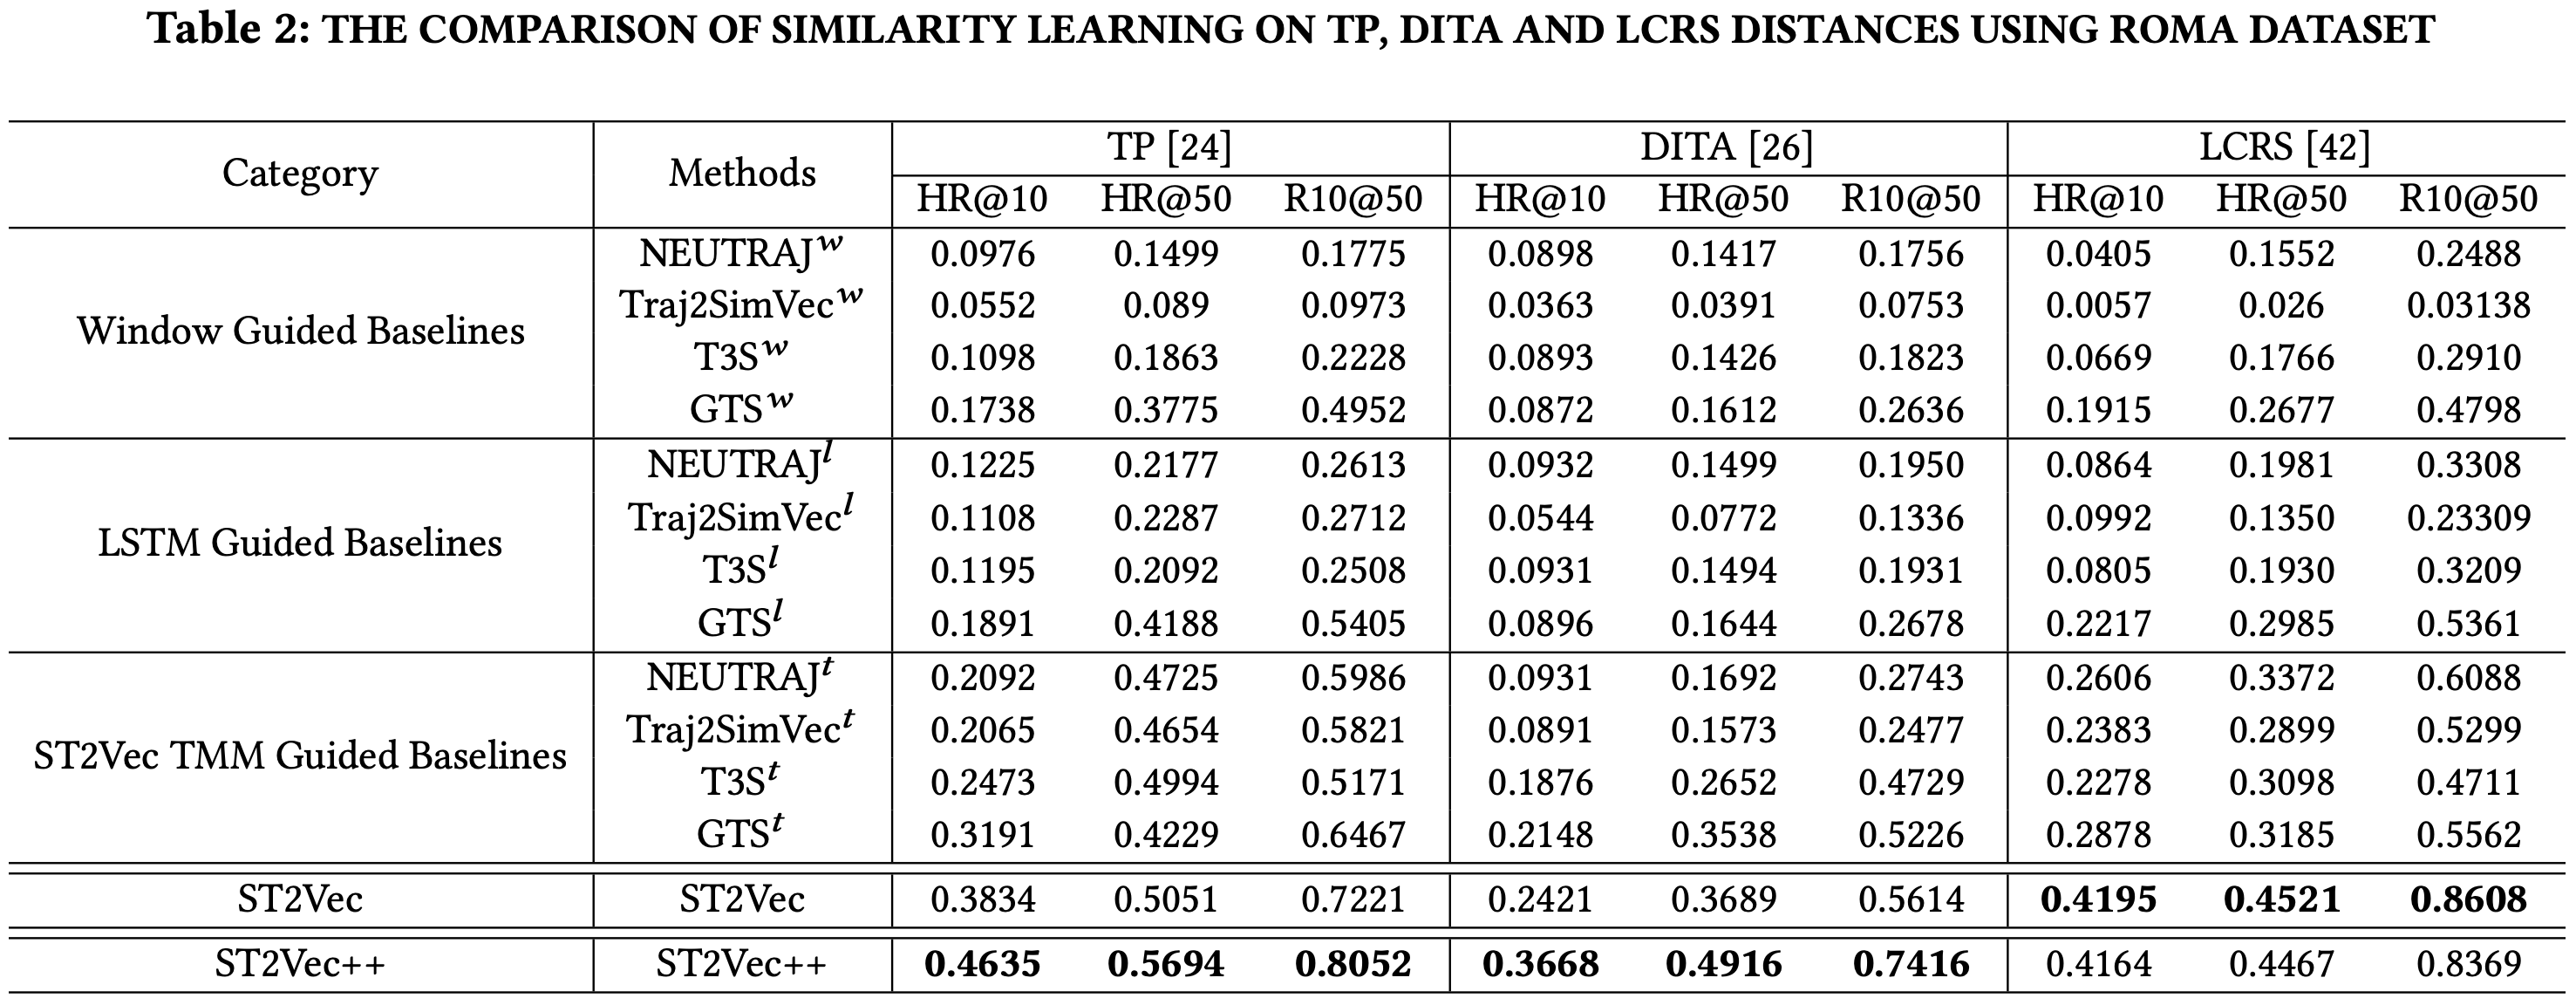 Table 2: THE COMPARISON OF SIMILARITY LEARNING ON TP, DITA AND LCRS DISTANCES USING ROMA DATASET
Category Methods TP [24] DITA [26] LCRS [42]
HR@10 HR@50 R10@50 HR@10 HR@50 R10@50 HR@10 HR@50 R10@50
Window Guided Baselines
NEUTRAJ^w 0.0976 0.1499 0.1775 0.0898 0.1417 0.1756 0.0405 0.1552 0.2488
Traj2SimVec^w 0.0552 0.089 0.0973 0.0363 0.0391 0.0753 0.0057 0.026 0.03138
T3S^w 0.1098 0.1863 0.2228 0.0893 0.1426 0.1823 0.0669 0.1766 0.2910
GTS^w 0.1738 0.3775 0.4952 0.0872 0.1612 0.2636 0.1915 0.2677 0.4798
LSTM Guided Baselines
NEUTRAJ^l 0.1225 0.2177 0.2613 0.0932 0.1499 0.1950 0.0864 0.1981 0.3308
Traj2SimVec^l 0.1108 0.2287 0.2712 0.0544 0.0772 0.1336 0.0992 0.1350 0.23309
T3S^l 0.1195 0.2092 0.2508 0.0931 0.1494 0.1931 0.0805 0.1930 0.3209
GTS^l 0.1891 0.4188 0.5405 0.0896 0.1644 0.2678 0.2217 0.2985 0.5361
ST2Vec TMM Guided Baselines
NEUTRAJ^t 0.2092 0.4725 0.5986 0.0931 0.1692 0.2743 0.2606 0.3372 0.6088
Traj2SimVec^t 0.2065 0.4654 0.5821 0.0891 0.1573 0.2477 0.2383 0.2899 0.5299
T3S^t 0.2473 0.4994 0.5171 0.1876 0.2652 0.4729 0.2278 0.3098 0.4711
GTS^t 0.3191 0.4229 0.6467 0.2148 0.3538 0.5226 0.2878 0.3185 0.5562
ST2Vec ST2Vec 0.3834 0.5051 0.7221 0.2421 0.3689 0.5614 0.4195 0.4521 0.8608
ST2Vec++ ST2Vec++ 0.4635 0.5694 0.8052 0.3668 0.4916 0.7416 0.4164 0.4467 0.8369